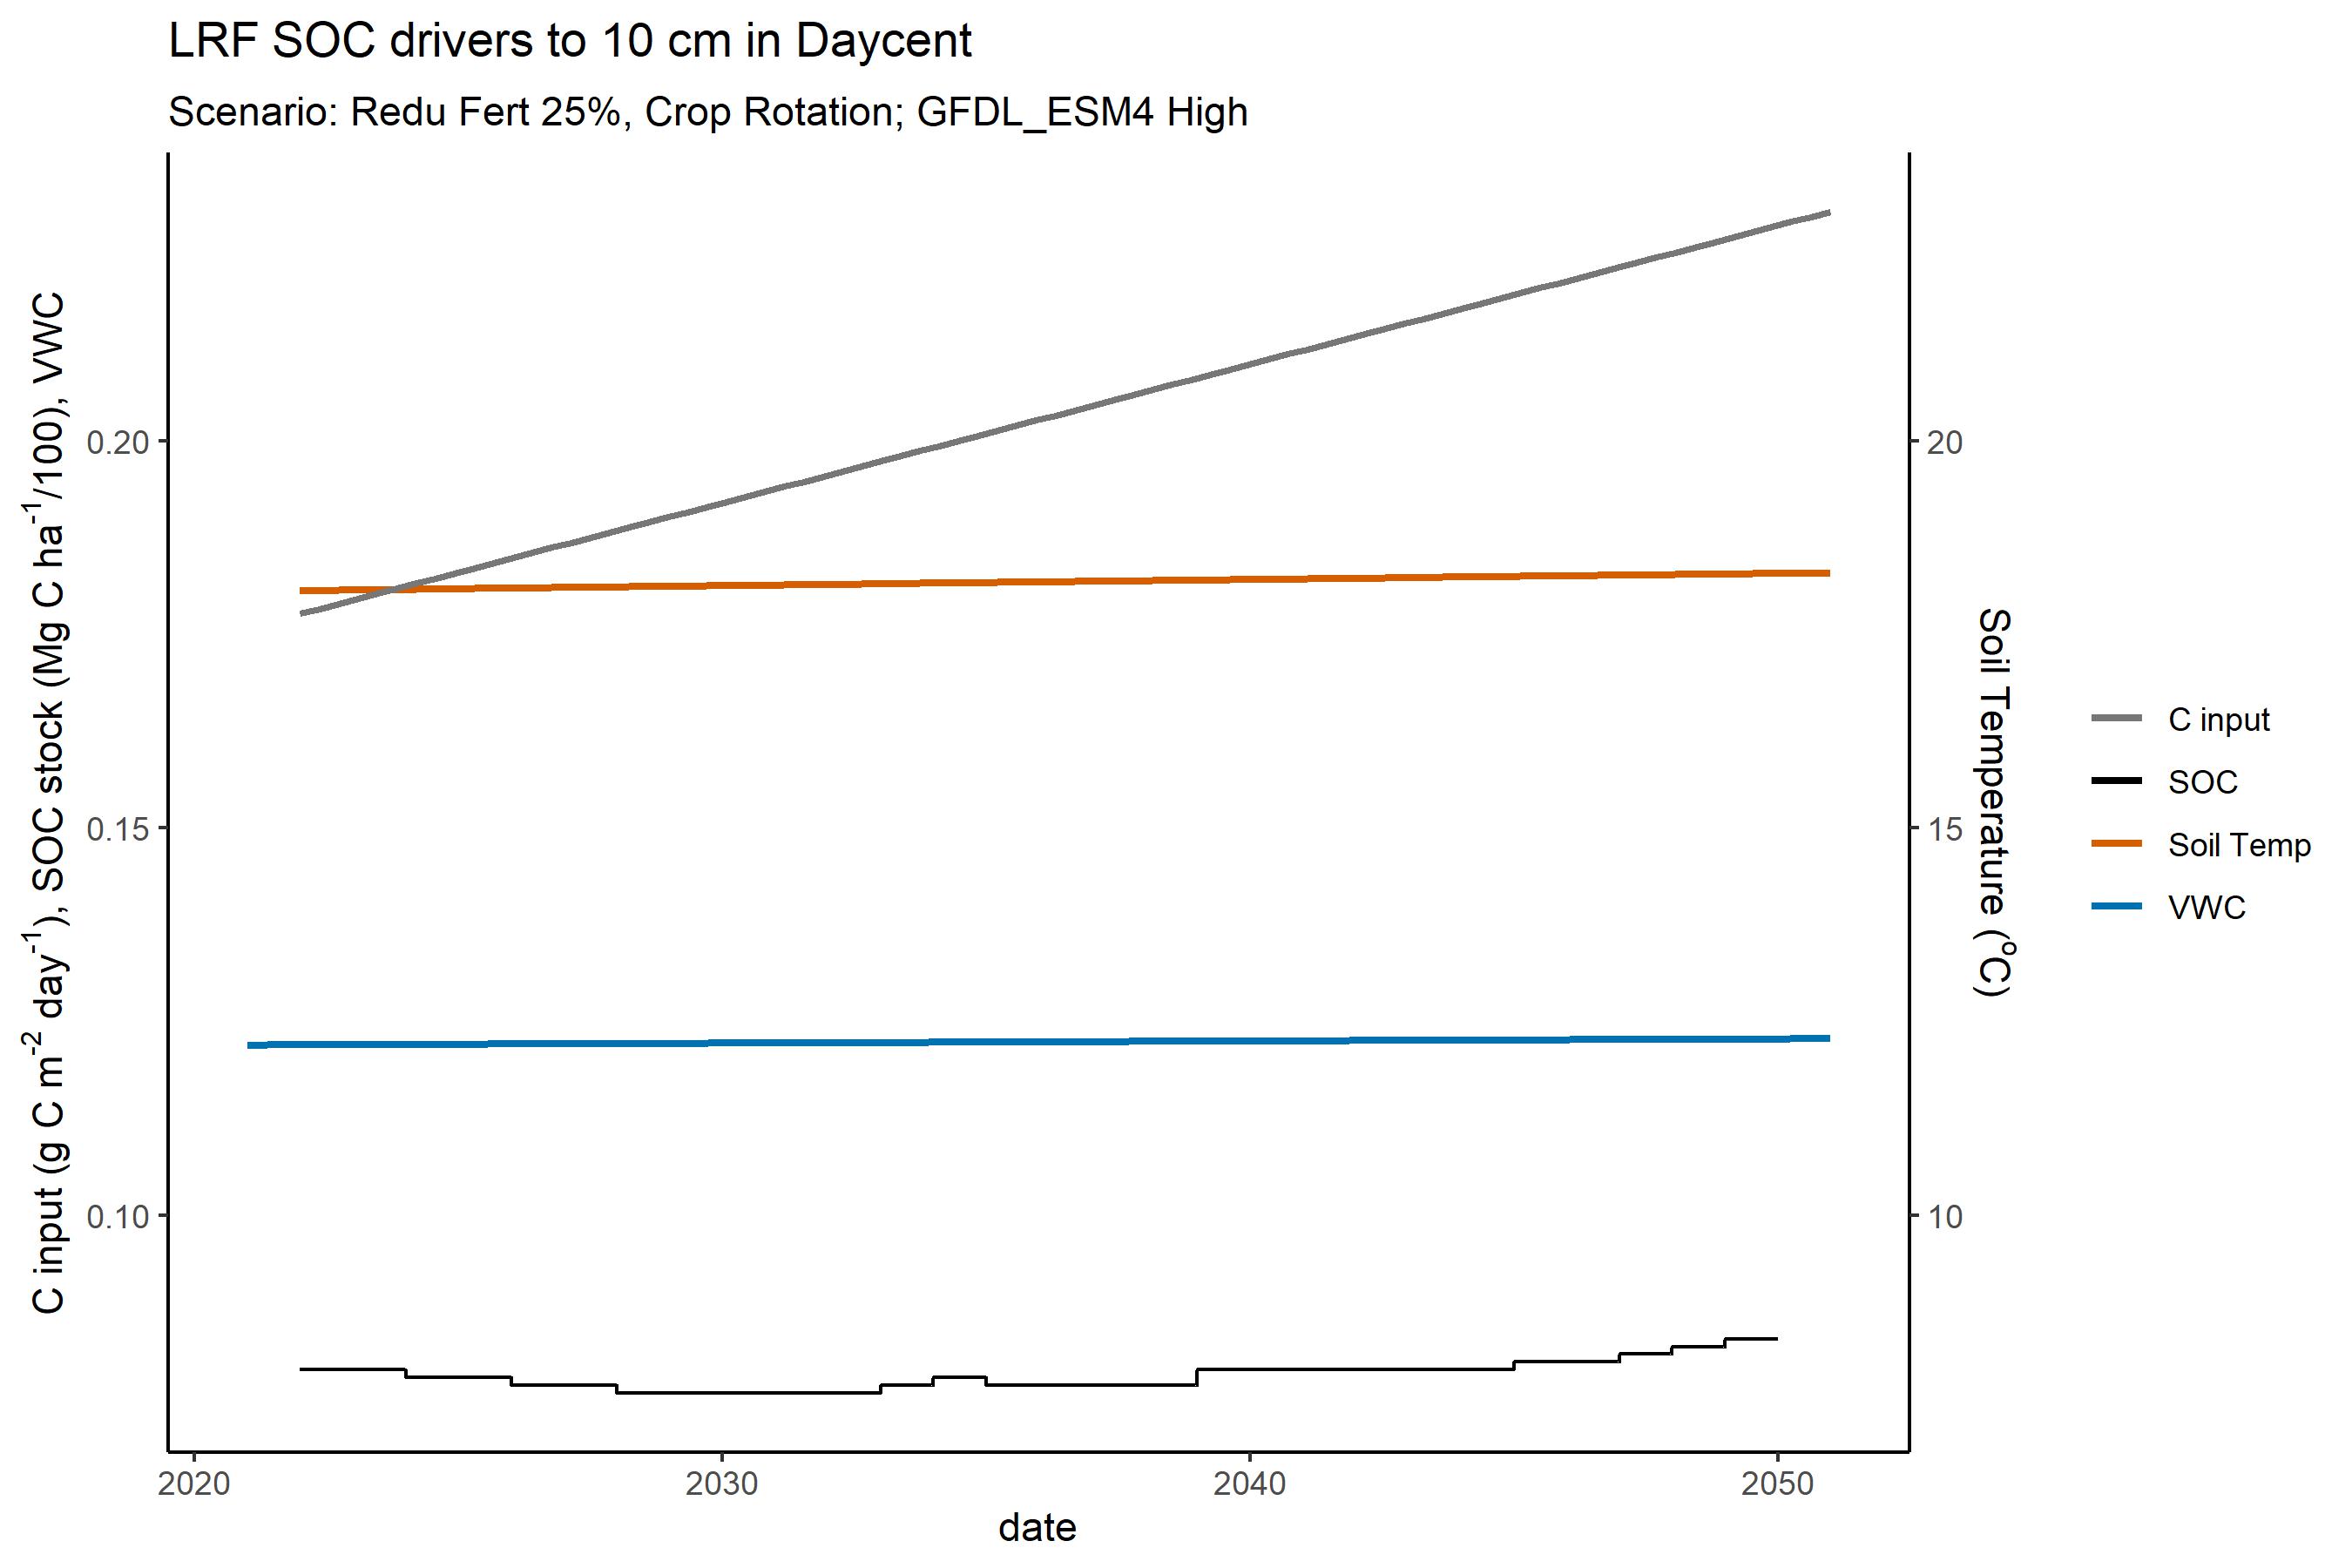 LRF SOC drivers to 10 cm in Daycent
Scenario: Redu Fert 25%, Crop Rotation; GFDL_ESM4 High
C input (g C m⁻² day⁻¹), SOC stock (Mg C ha⁻¹/100), VWC
0.20
0.15
0.10
20
15
10
Soil Temperature (°C)
C input
SOC
Soil Temp
VWC
2020
2030
2040
2050
date